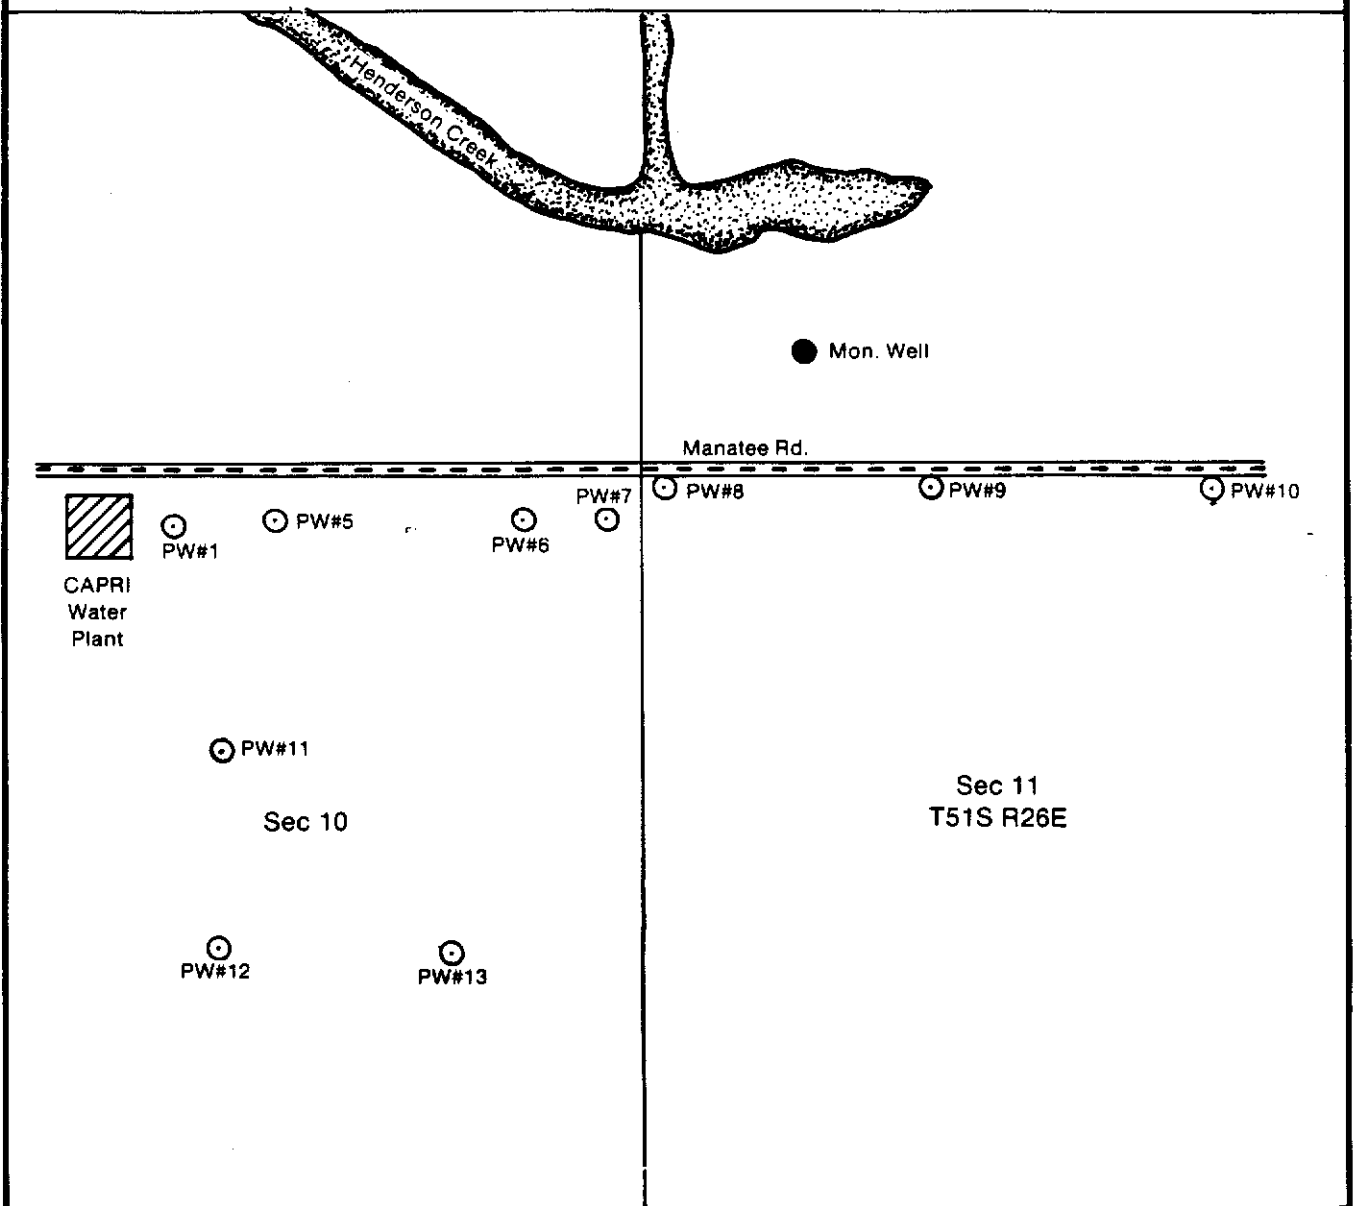 Henderson Creek
Mon. Well
Manatee Rd.
PW#7
PW#8
PW#9
PW#10
PW#5
PW#6
PW#1
CAPRI
Water
Plant
PW#11
Sec 10
Sec 11
T51S R26E
PW#12
PW#13